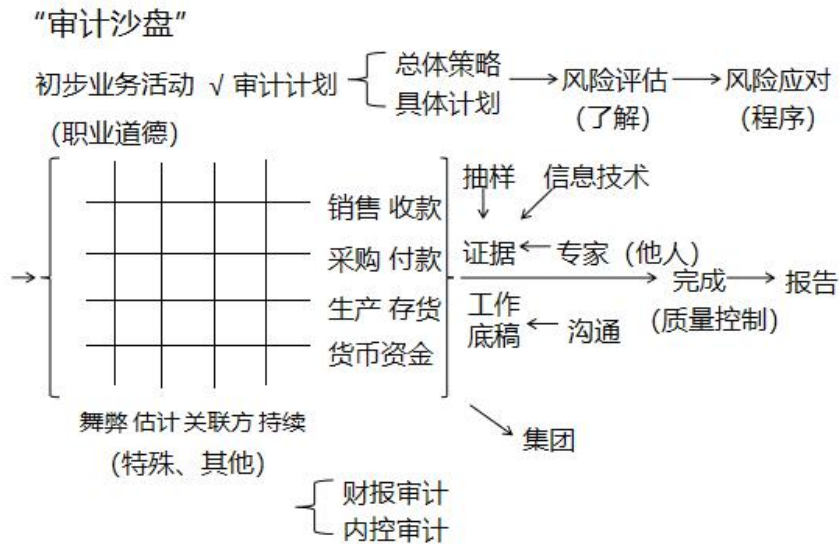 “审计沙盘”
初步业务活动 √ 审计计划
总体策略
具体计划
风险评估
(了解)
风险应对
(程序)
(职业道德)
销售 收款
采购 付款
生产 存货
货币资金
舞弊 估计 关联方 持续
(特殊、其他)
抽样 信息技术
证据 专家（他人）
工作
底稿
沟通
完成
(质量控制)
报告
集团
财报审计
内控审计